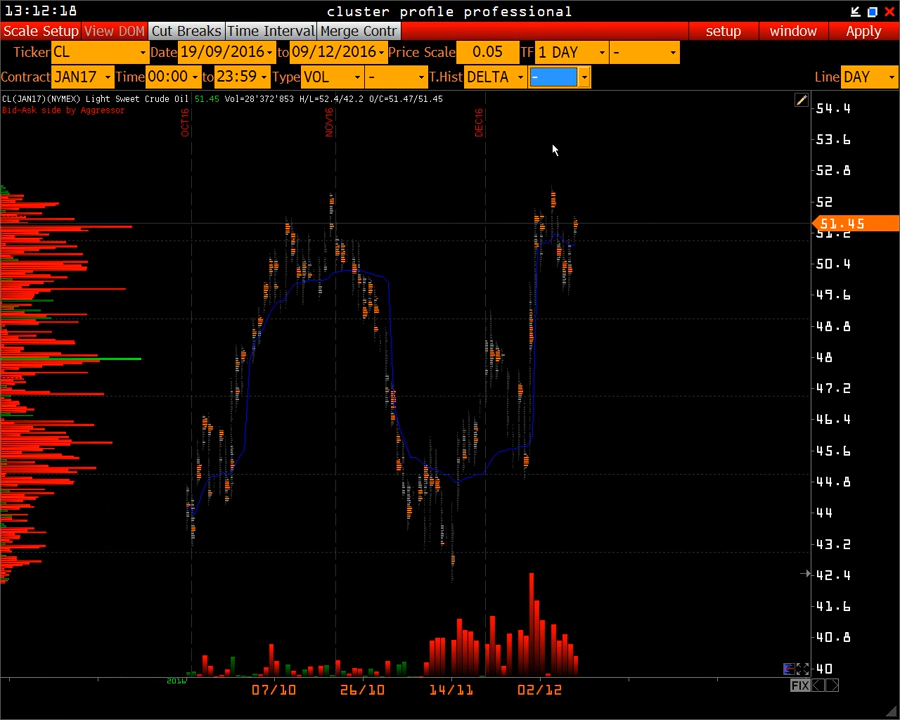 13:12:18 cluster profile professional
Scale Setup View DOM Cut Breaks Time Interval Merge Contr setup window Apply
Ticker CL Date 19/09/2016 to 09/12/2016 Price Scale 0.05 TF 1 DAY -
Contract JAN17 Time 00:00 to 23:59 Type VOL - T.Hist DELTA - Line DAY
CL(JAN17)(NYMEX) Light Sweet Crude Oil 51.45 Vol=28'372'853 H/L=52.4/42.2 O/C=51.47/51.45
Bid-Ask side by Aggressor
OCT16 NOV16 DEC16
54.4
53.6
52.8
52
51.45
51.2
50.4
49.6
48.8
48
47.2
46.4
45.6
44.8
44
43.2
42.4
41.6
40.8
40
2016
FIX
07/10 26/10 14/11 02/12